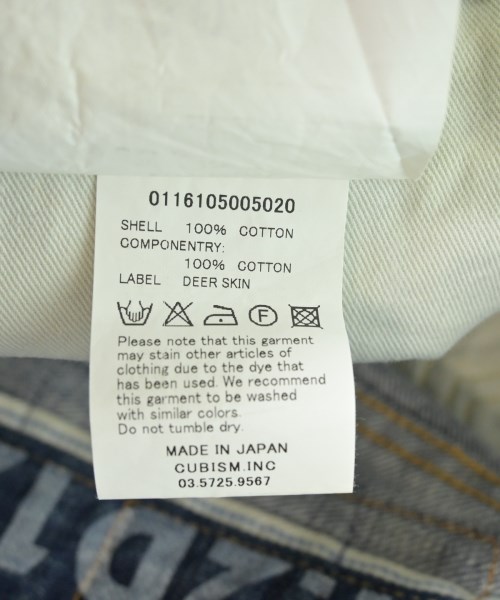 0116105005020
SHELL 100% COTTON
COMPONENTRY:
100% COTTON
LABEL DEER SKIN
F
Please note that this garment
may stain other articles of
clothing due to the dye that
has been used. We recommend
this garment to be washed
with similar colors.
Do not tumble dry.
MADE IN JAPAN
CUBISM.INC
03.5725.9567